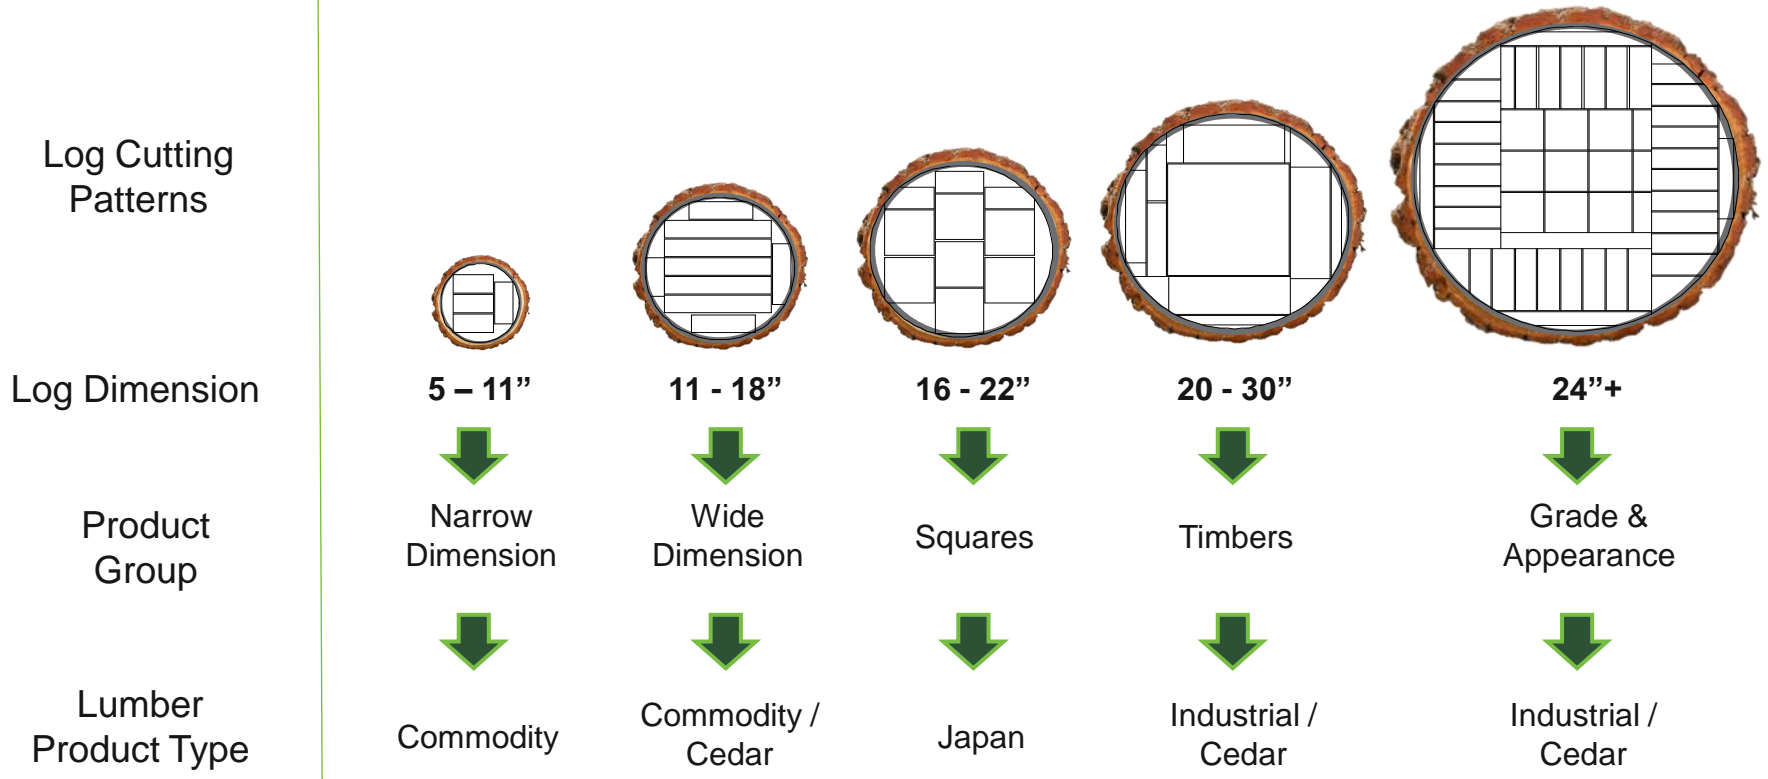 Log Cutting
Patterns
Log Dimension
5 – 11”
11 - 18”
16 - 22”
20 - 30”
24”+
Product
Group
Narrow
Dimension
Wide
Dimension
Squares
Timbers
Grade &
Appearance
Lumber
Product Type
Commodity
Commodity /
Cedar
Japan
Industrial /
Cedar
Industrial /
Cedar